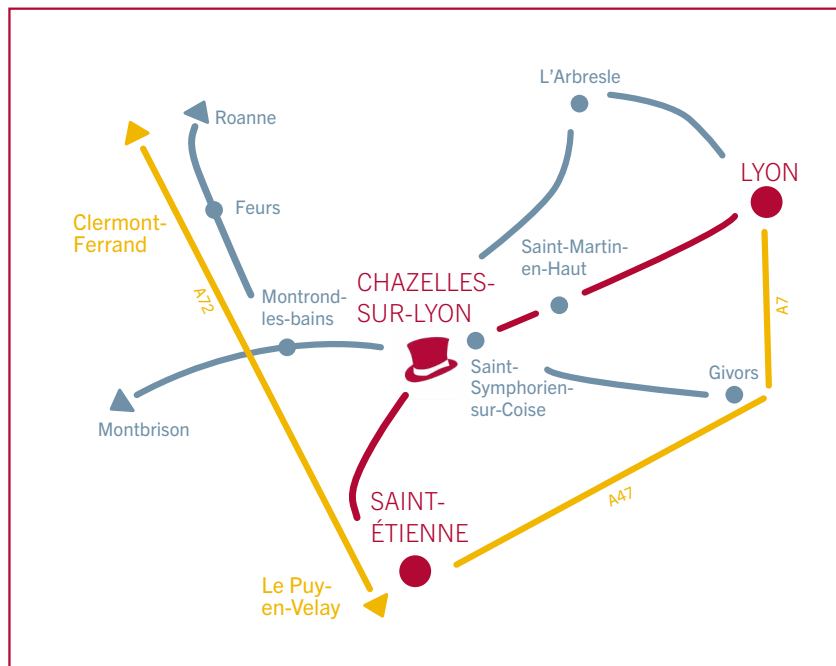 L'Arbresle
Roanne
LYON
Feurs
Clermont-
Ferrand
Saint-Martin-
en-Haut
CHAZELLES-
SUR-LYON
Montrond-
les-bains
A72
A7
Saint-
Symphorien-
sur-Coise
Givors
Montbrison
SAINT-
ÉTIENNE
A47
Le Puy-
en-Velay